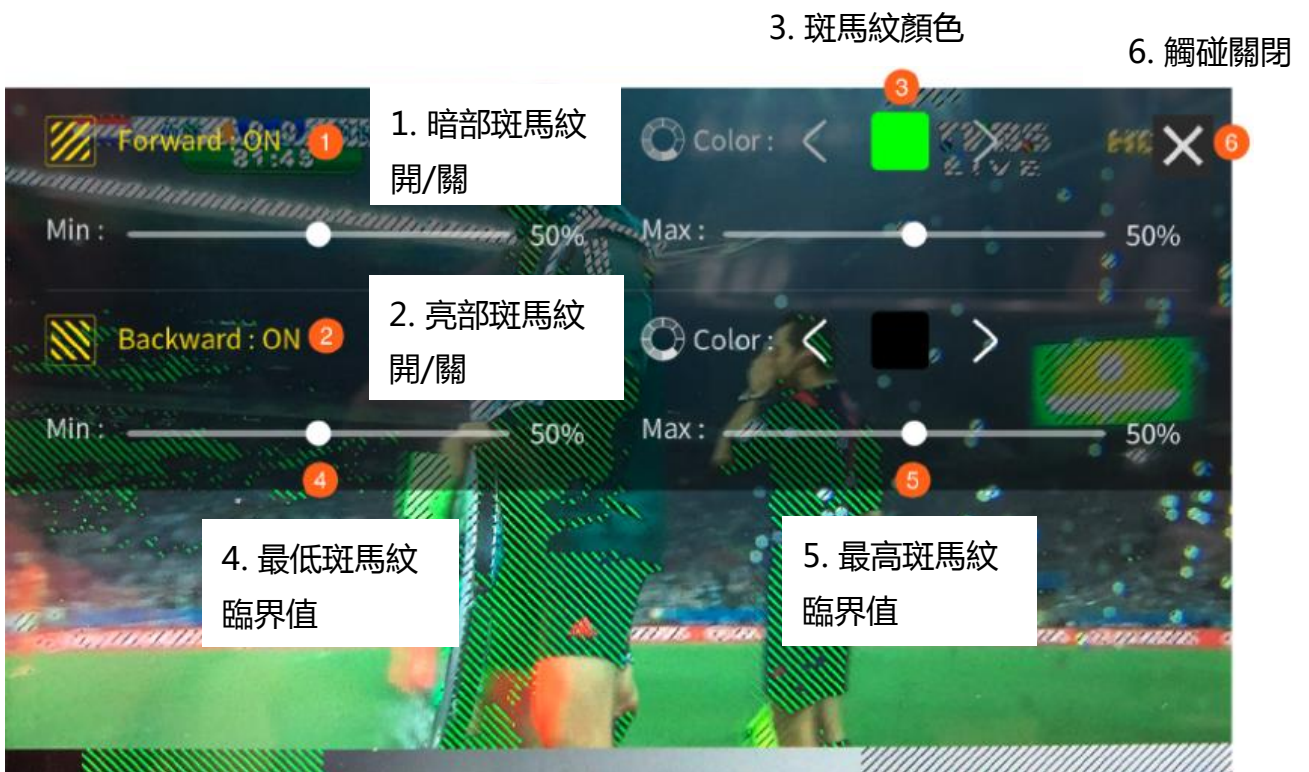 3. 斑馬紋顏色
6. 觸碰關閉
3
Forward : ON 1
1. 暗部斑馬紋
開/關
Color :
6
81:43
LIVE
Min : 50%
Max : 50%
Backward : ON 2
2. 亮部斑馬紋
開/關
Color :
Min : 50%
Max : 50%
4
5
4. 最低斑馬紋
臨界值
5. 最高斑馬紋
臨界值